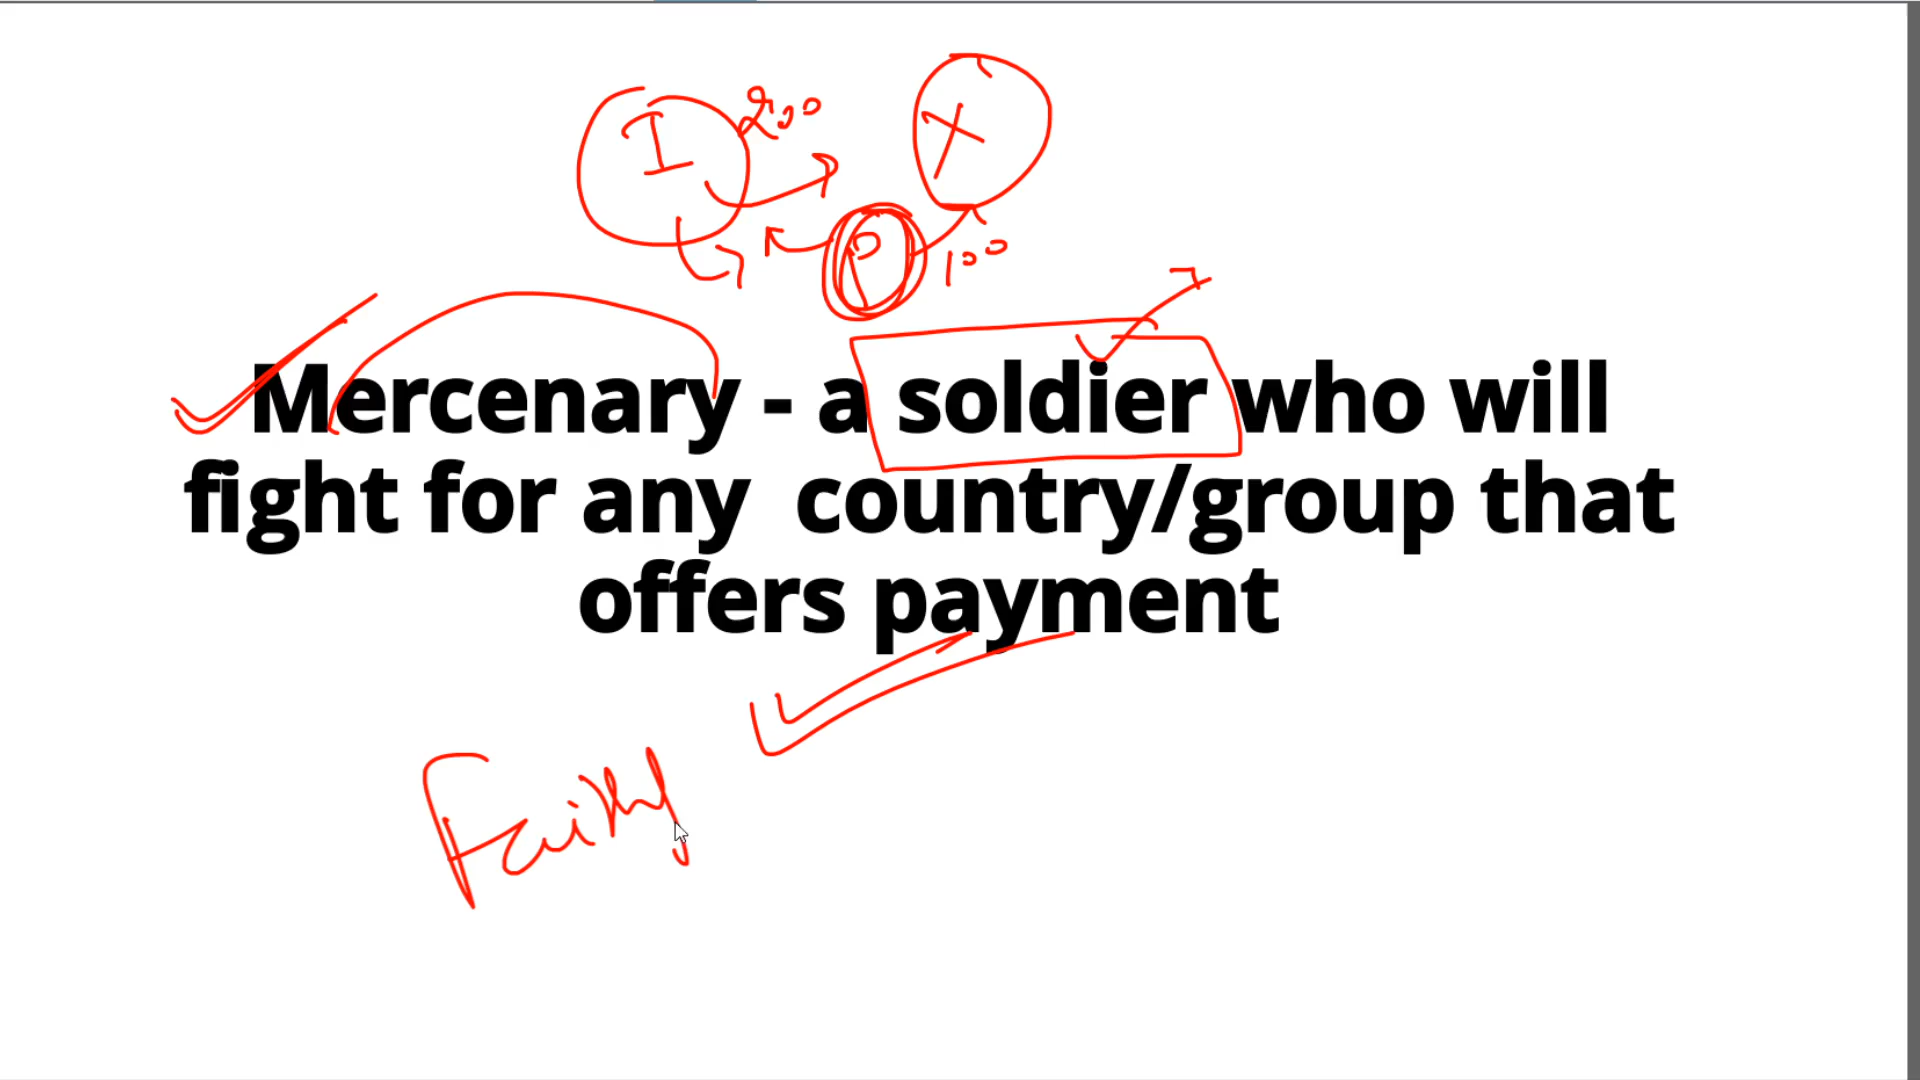 I 200 X
P 100
Mercenary - a soldier who will
fight for any country/group that
offers payment